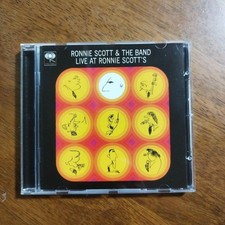 RONNIE SCOTT & THE BAND
LIVE AT RONNIE SCOTT'S